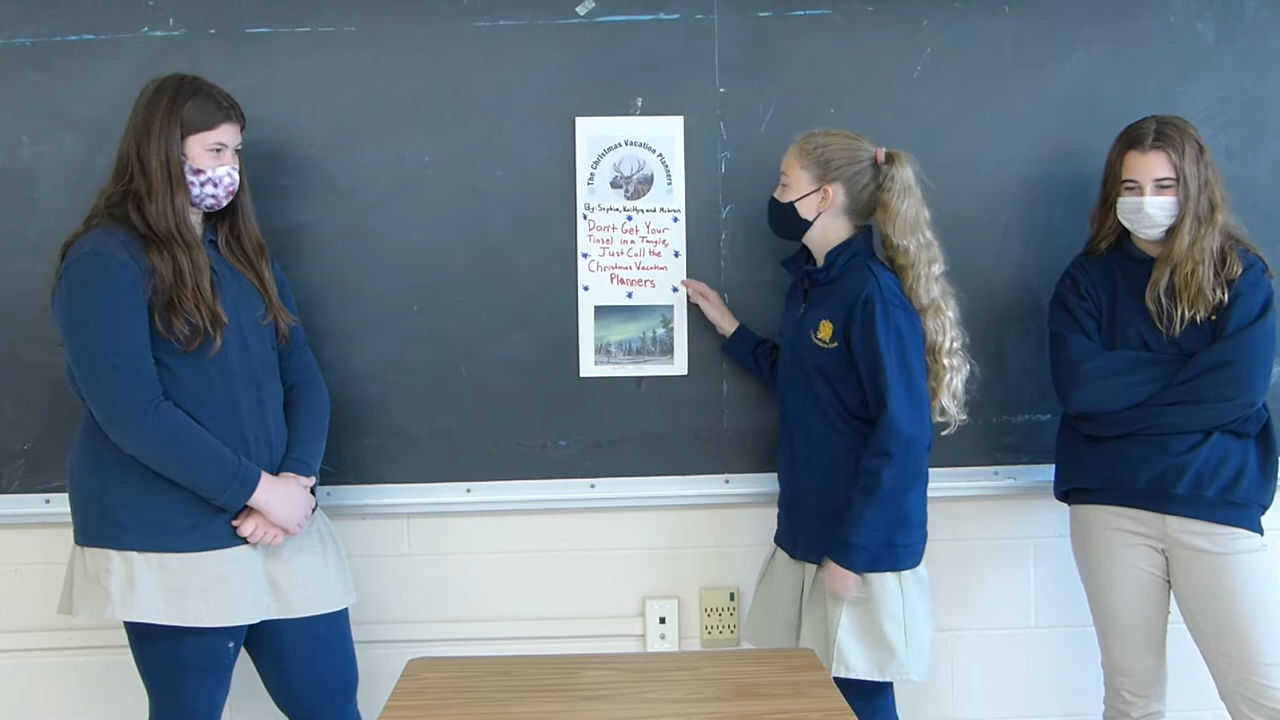 The Christmas Vacation Planners
By: Sophia, Kaitlyn, and McKren
Don't Get Your
Tinsel in a Tangle,
Just Call the
Christmas Vacation
Planners